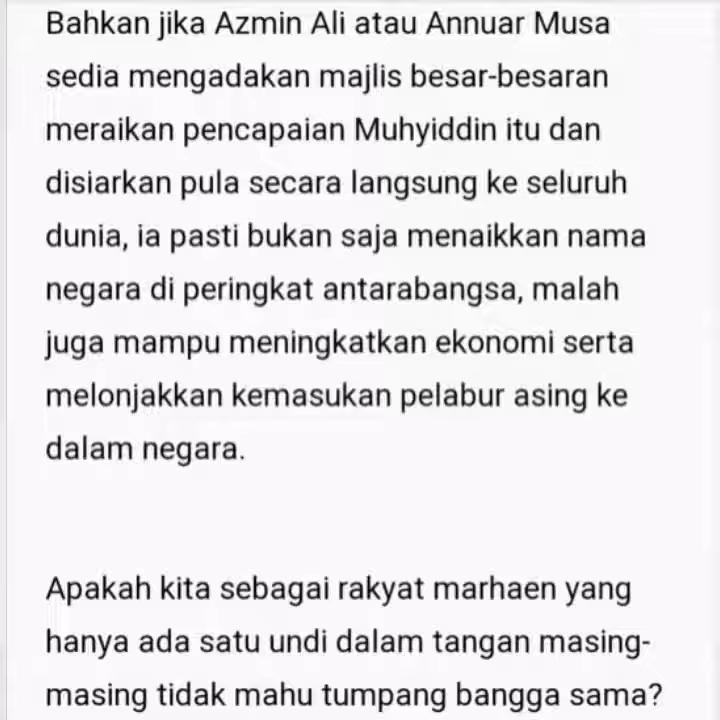 Bahkan jika Azmin Ali atau Annuar Musa
sedia mengadakan majlis besar-besaran
meraikan pencapaian Muhyiddin itu dan
disiarkan pula secara langsung ke seluruh
dunia, ia pasti bukan saja menaikkan nama
negara di peringkat antarabangsa, malah
juga mampu meningkatkan ekonomi serta
melonjakkan kemasukan pelabur asing ke
dalam negara.
Apakah kita sebagai rakyat marhaen yang
hanya ada satu undi dalam tangan masing-
masing tidak mahu tumpang bangga sama?